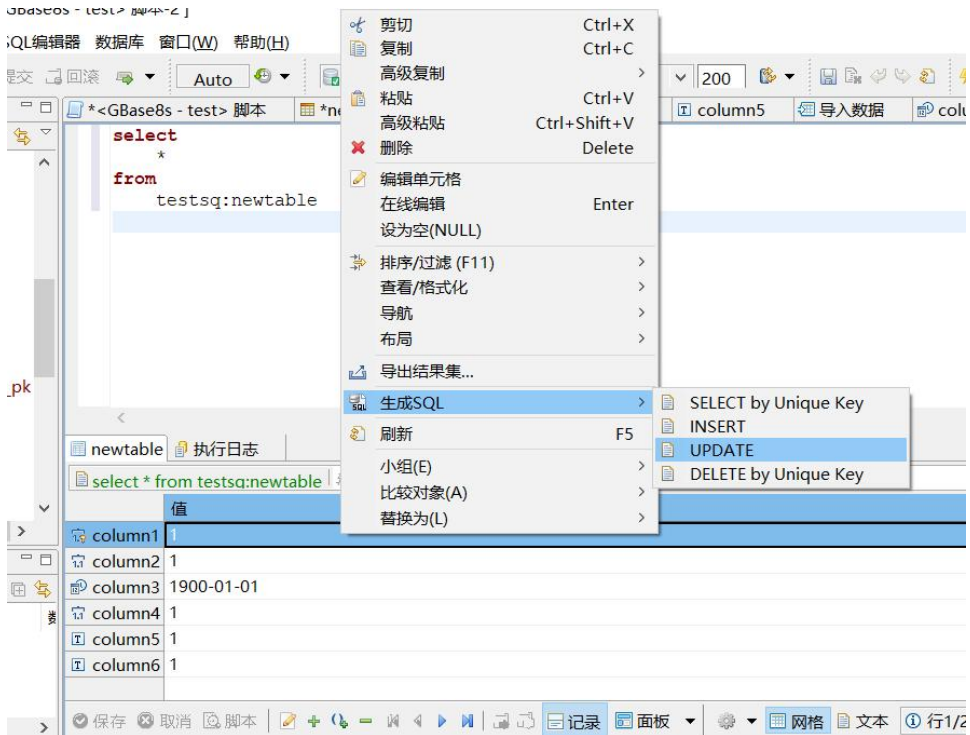 GBase8s - test> 脚本-2 ]
SQL编辑器 数据库 窗口(W) 帮助(H)
提交 回滚 Auto 200
*<GBase8s - test> 脚本 *ne column5 导入数据 colu
select
*
from
testsq:newtable
_pk
剪切 Ctrl+X
复制 Ctrl+C
高级复制
粘贴 Ctrl+V
高级粘贴 Ctrl+Shift+V
删除 Delete
编辑单元格
在线编辑 Enter
设为空(NULL)
排序/过滤 (F11)
查看/格式化
导航
布局
导出结果集...
生成SQL
刷新 F5
小组(E)
比较对象(A)
替换为(L)
SELECT by Unique Key
INSERT
UPDATE
DELETE by Unique Key
newtable 执行日志
select * from testsq:newtable
值
column1 1
column2 1
column3 1900-01-01
column4 1
column5 1
column6 1
保存 取消 脚本 记录 面板 网格 文本 行1/2